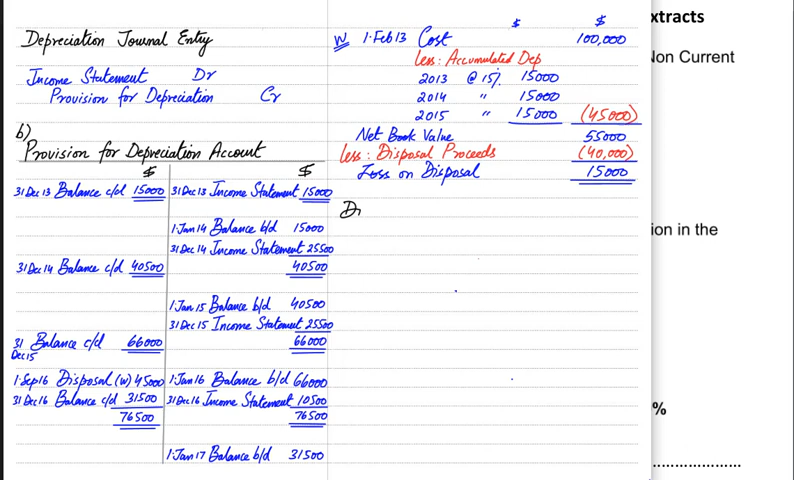 Depreciation Journal Entry
Income Statement Dr
Provision for Depreciation Cr
b)
Provision for Depreciation Account
$ $
31 Dec 13 Balance c/d 15000 31 Dec 13 Income Statement 15000
1.Jan 14 Balance b/d 15000
31 Dec 14 Income Statement 25500
31 Dec 14 Balance c/d 40500 40500
1.Jan 15 Balance b/d 40500
31 Dec 15 Income Statement 25500
31 Dec 15 Balance c/d 66000 66000
1.Sep 16 Disposal (W) 45000 1.Jan 16 Balance b/d 66000
31 Dec 16 Balance c/d 31500 31 Dec 16 Income Statement 10500
76500 76500
1.Jan 17 Balance b/d 31500
$ $
W 1.Feb 13 Cost 100,000
less: Accumulated Dep
2013 @ 15% 15000
2014 " 15000
2015 " 15000 (45000)
Net Book Value 55000
less: Disposal Proceeds (40,000)
Loss on Disposal 15000
D
xtracts
Non Current
ion in the
%